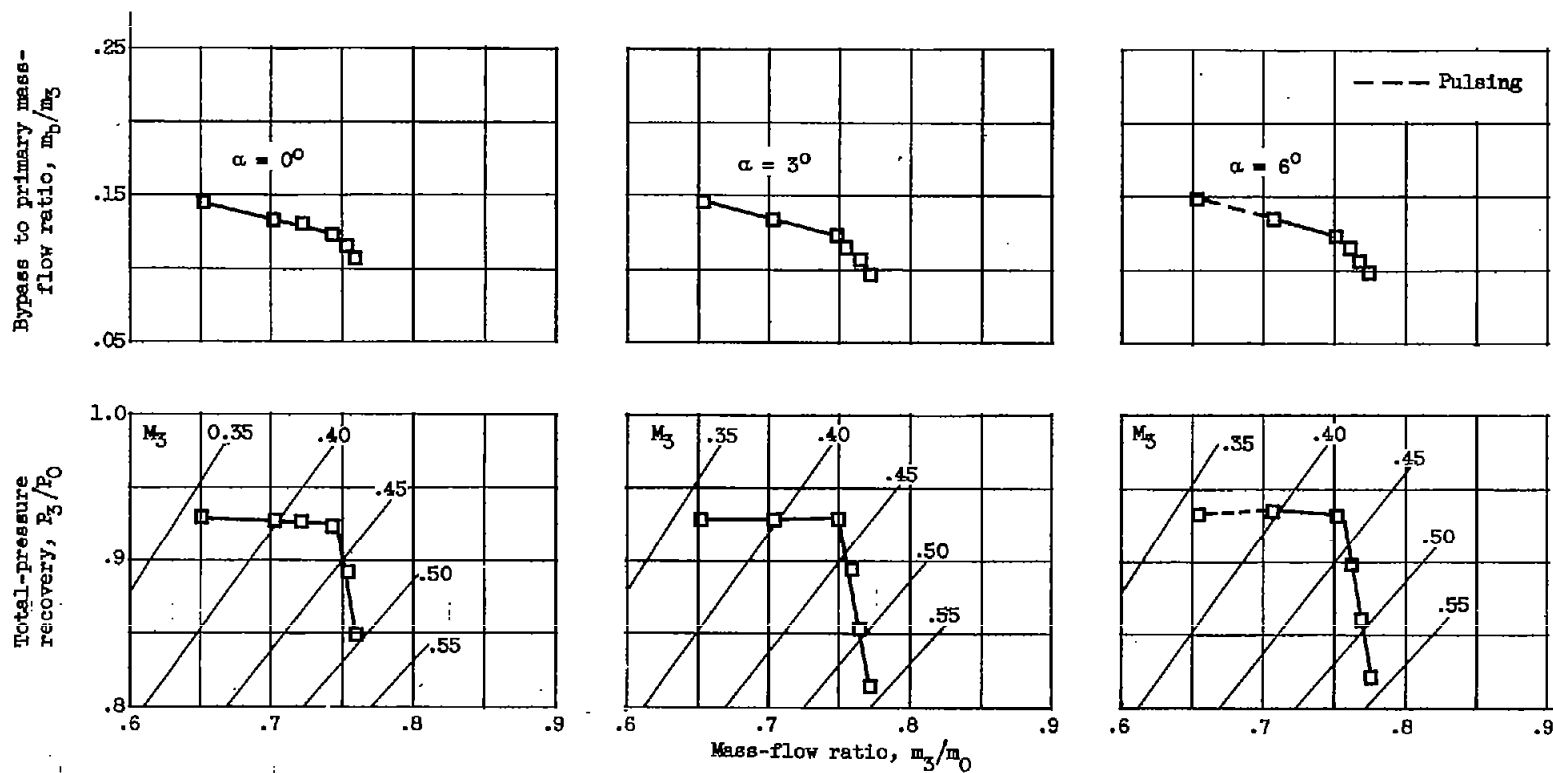 Bypass to primary mass-
flow ratio, m_b/m_3
.25
.15
.05
α = 0°
α = 3°
α = 6°
Pulsing
Total-pressure
recovery, P_3/P_0
1.0
.9
.8
M_3 0.35 .40
.45
.50
.55
M_3 .35 .40
.45
.50
.55
M_3 .35 .40
.45
.50
.55
.6 .7 .8 .9
.6 .7 .8 .9
.6 .7 .8 .9
Mass-flow ratio, m_3/m_0